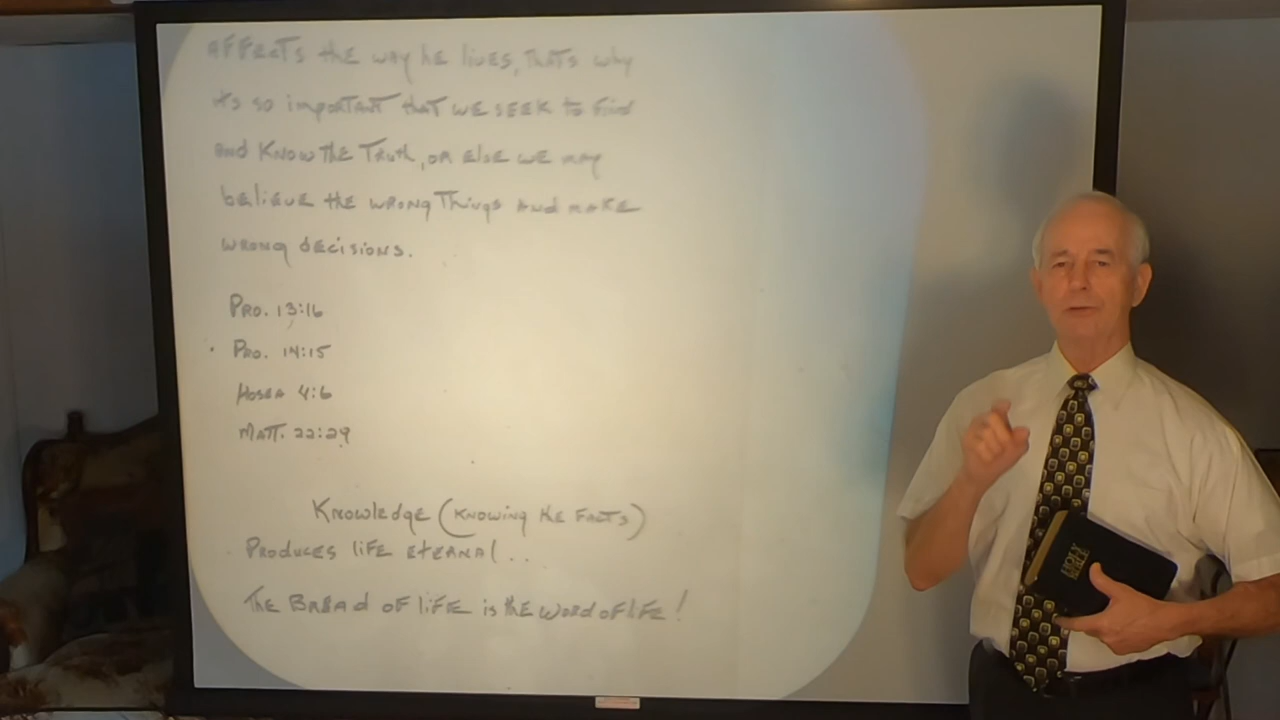 Affects the way he lives, that's why
its so important that we seek to find
and Know the Truth, or else we may
believe the wrong Things and make
wrong decisions.
Pro. 13:16
• Pro. 14:15
Hosea 4:6
Matt. 22:29
Knowledge (Knowing the Facts)
Produces life eternal...
The Bread of life is the word of life!
HOLY
BIBLE